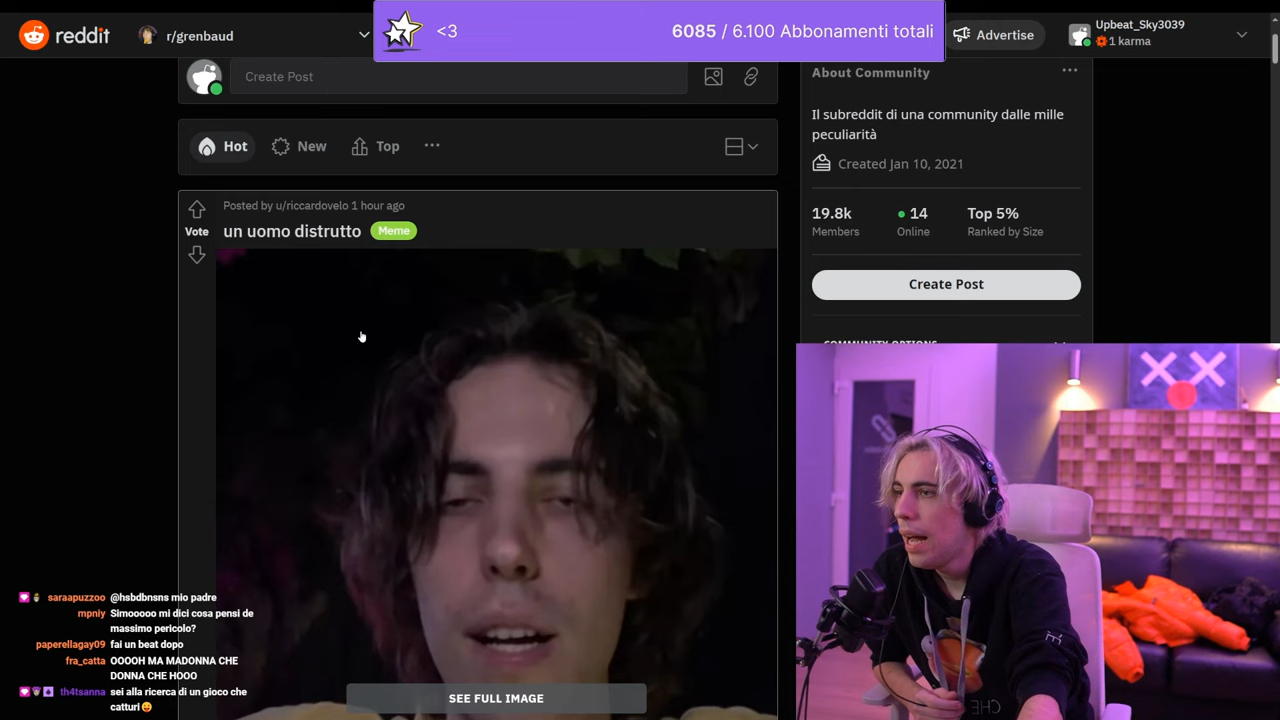 reddit
r/grenbaud
<3
6085 / 6.100 Abbonamenti totali
Advertise
Upbeat_Sky3039
1 karma
Create Post
About Community
Il subreddit di una community dalle mille
peculiarità
Created Jan 10, 2021
19.8k
14
Top 5%
Members
Online
Ranked by Size
Create Post
COMMUNITY OPTIONS
Hot
New
Top
Posted by u/riccardovelo 1 hour ago
Vote
un uomo distrutto
Meme
SEE FULL IMAGE
saraapuzzoo @hsbdbnsns mio padre
mpniy Simooooo mi dici cosa pensi de
massimo pericolo?
paperellagay09 fai un beat dopo
fra_catta OOOOH MA MADONNA CHE
DONNA CHE HOOO
th4tsanna sei alla ricerca di un gioco che
catturi😛